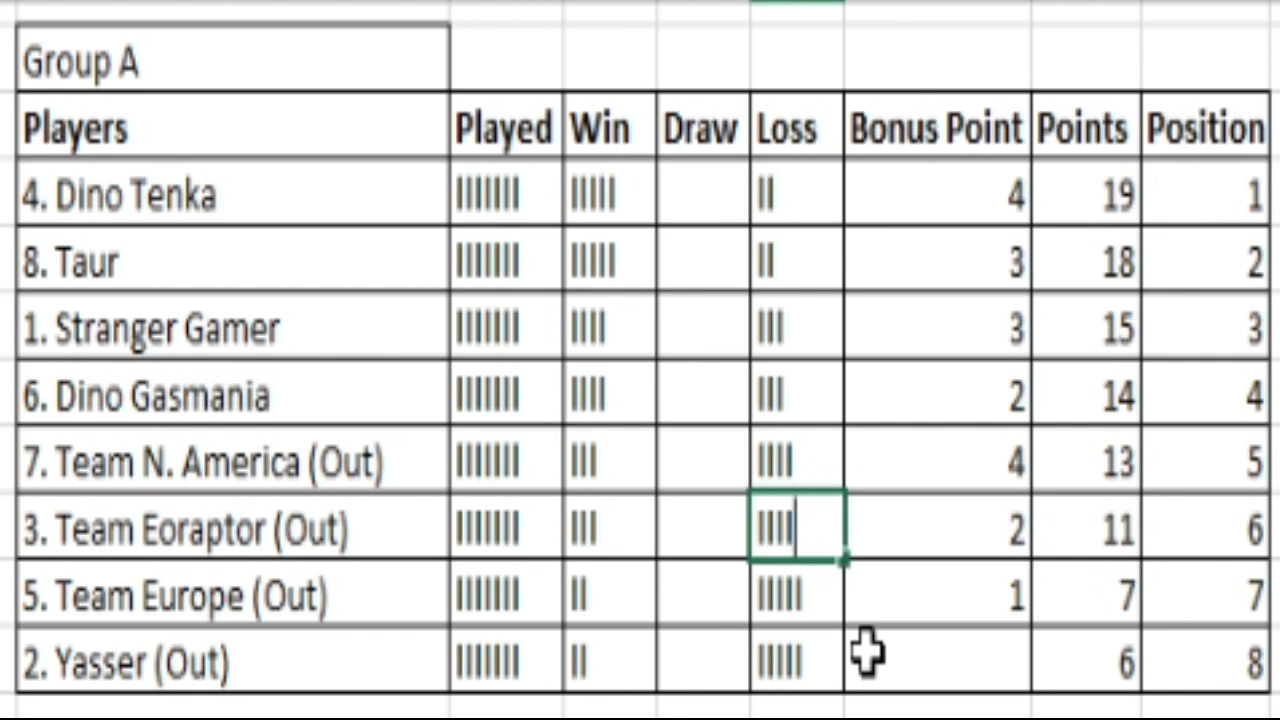 Group A
Players Played Win Draw Loss Bonus Point Points Position
4. Dino Tenka IIIIIII IIIII II 4 19 1
8. Taur IIIIIII IIIII II 3 18 2
1. Stranger Gamer IIIIIII IIII III 3 15 3
6. Dino Gasmania IIIIIII IIII III 2 14 4
7. Team N. America (Out) IIIIIII III IIII 4 13 5
3. Team Eoraptor (Out) IIIIIII III IIII 2 11 6
5. Team Europe (Out) IIIIIII II IIIII 1 7 7
2. Yasser (Out) IIIIIII II IIIII 6 8